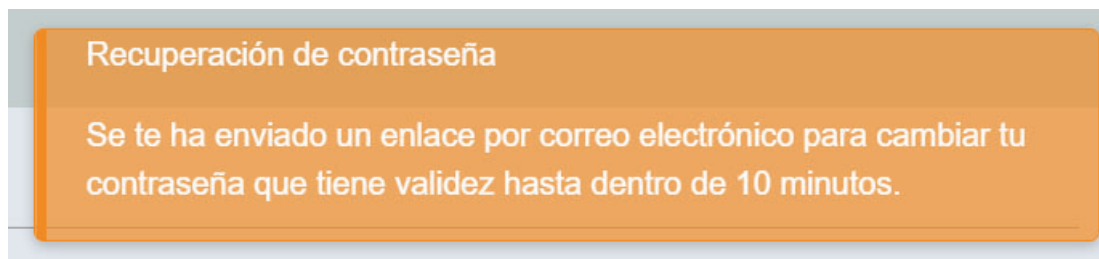 Recuperación de contraseña
Se te ha enviado un enlace por correo electrónico para cambiar tu
contraseña que tiene validez hasta dentro de 10 minutos.